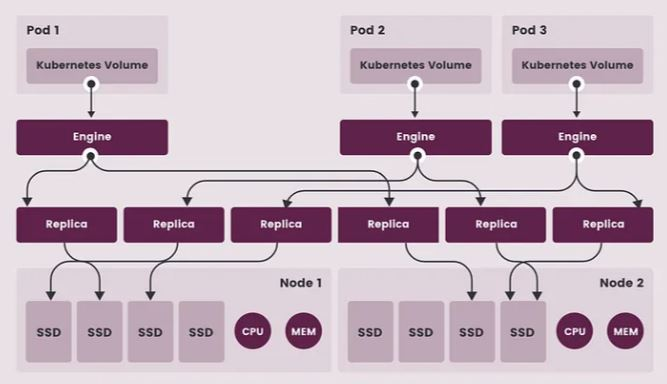 Pod 1
Pod 2
Pod 3
Kubernetes Volume
Kubernetes Volume
Kubernetes Volume
Engine
Engine
Engine
Replica
Replica
Replica
Replica
Replica
Replica
Node 1
Node 2
SSD
SSD
SSD
SSD
CPU
MEM
SSD
SSD
SSD
SSD
CPU
MEM